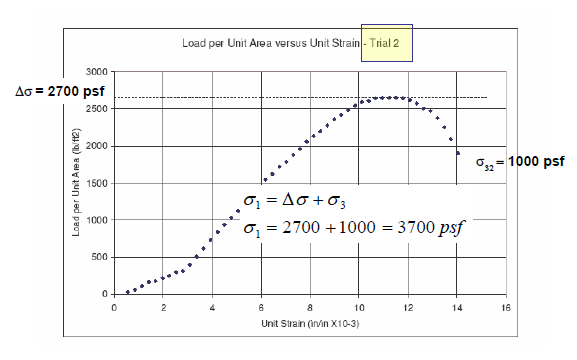 Load per Unit Area versus Unit Strain - Trial 2
3000
Δσ = 2700 psf
2500
2000
σ32 = 1000 psf
1500
σ1 = Δσ + σ3
1000
σ1 = 2700 + 1000 = 3700 psf
500
0
Load per Unit Area (lb/ft2)
0 2 4 6 8 10 12 14 16
Unit Strain (in/in X10-3)